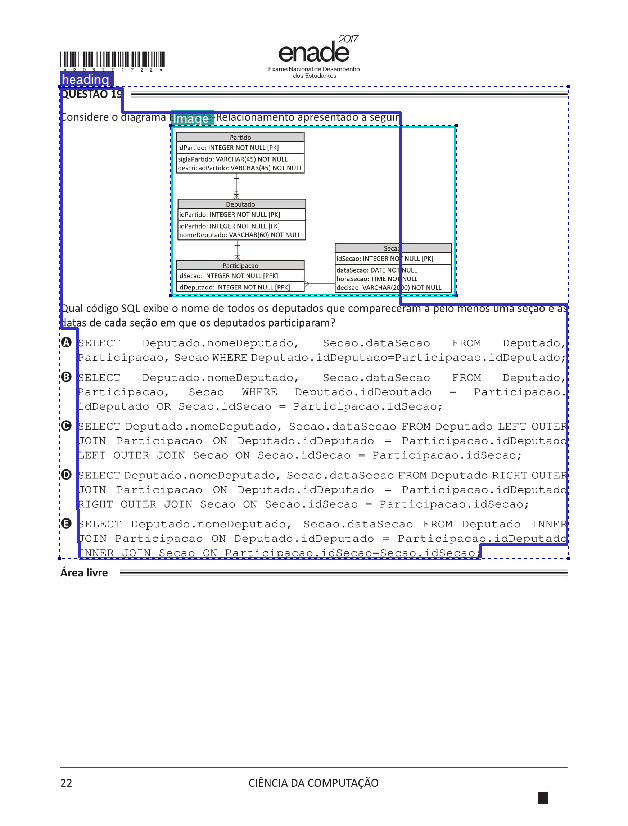 2017
enade
Exame Nacional de Desempenho
dos Estudantes
heading
QUESTÃO 19
Considere o diagrama Image -Relacionamento apresentado a seguir
Partido
idPartido: INTEGER NOT NULL [PK]
siglaPartido: VARCHAR(45) NOT NULL
descricaoPartido: VARCHAR(45) NOT NULL
Deputado
idPartido: INTEGER NOT NULL [PK]
idPartido: INTEGER NOT NULL [FK]
nomeDeputado: VARCHAR(60) NOT NULL
Secao
idSecao: INTEGER NOT NULL [PK]
dataSecao: DATE NOT NULL
horaSecao: TIME NOT NULL
decisao: VARCHAR(2000) NOT NULL
Participacao
dSecao: INTEGER NOT NULL [PFK]
dDeputado: INTEGER NOT NULL [PFK]
Qual código SQL exibe o nome de todos os deputados que compareceram a pelo menos uma seção e as
datas de cada seção em que os deputados participaram?
A SELECT Deputado.nomeDeputado, Secao.dataSecao FROM Deputado,
Participacao, Secao WHERE Deputado.idDeputado=Participacao.idDeputado;
B SELECT Deputado.nomeDeputado, Secao.dataSecao FROM Deputado,
Participacao, Secao WHERE Deputado.idDeputado = Participacao.
idDeputado OR Secao.idSecao = Participacao.idSecao;
C SELECT Deputado.nomeDeputado, Secao.dataSecao FROM Deputado LEFT OUTER
JOIN Participacao ON Deputado.idDeputado = Participacao.idDeputado
LEFT OUTER JOIN Secao ON Secao.idSecao = Participacao.idSecao;
D SELECT Deputado.nomeDeputado, Secao.dataSecao FROM Deputado RIGHT OUTER
JOIN Participacao ON Deputado.idDeputado = Participacao.idDeputado
RIGHT OUTER JOIN Secao ON Secao.idSecao = Participacao.idSecao;
E SELECT Deputado.nomeDeputado, Secao.dataSecao FROM Deputado INNER
JOIN Participacao ON Deputado.idDeputado = Participacao.idDeputado
INNER JOIN Secao ON Participacao.idSecao=Secao.idSecao;
Área livre
22
CIÊNCIA DA COMPUTAÇÃO